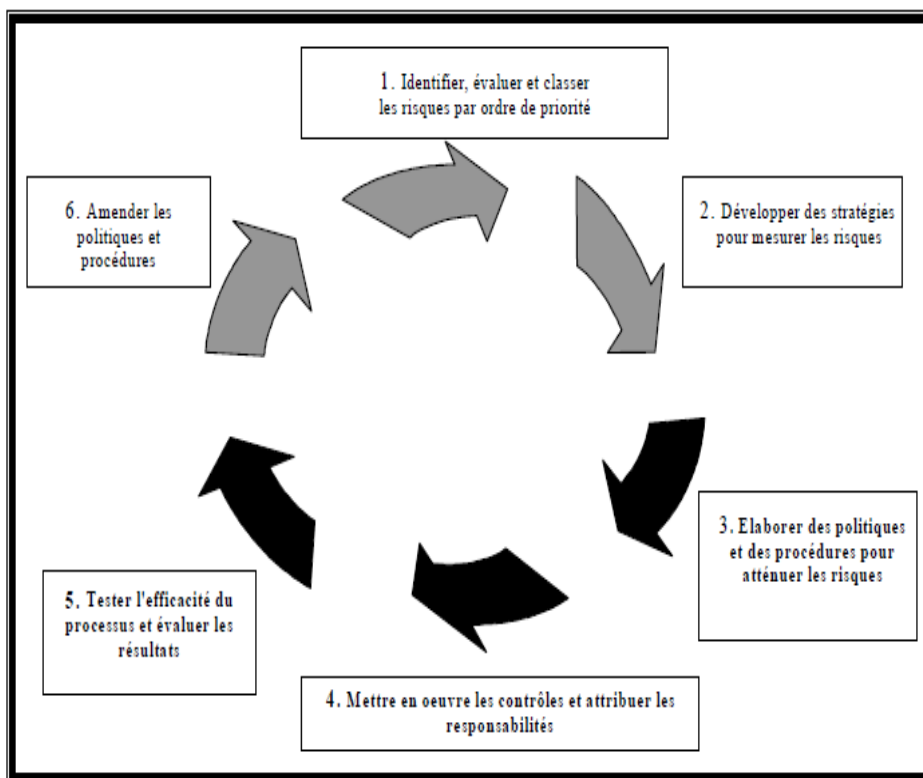 1. Identifier, évaluer et classer
les risques par ordre de priorité
2. Développer des stratégies
pour mesurer les risques
3. Elaborer des politiques
et des procédures pour
atténuer les risques
4. Mettre en oeuvre les contrôles et attribuer les
responsabilités
5. Tester l'efficacité du
processus et évaluer les
résultats
6. Amender les
politiques et
procédures